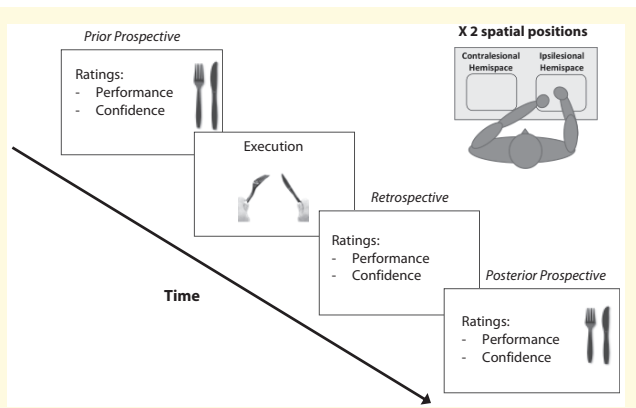 Prior Prospective
Ratings:
- Performance
- Confidence
X 2 spatial positions
Contralesional Hemispace
Ipsilesional Hemispace
Execution
Retrospective
Ratings:
- Performance
- Confidence
Time
Posterior Prospective
Ratings:
- Performance
- Confidence